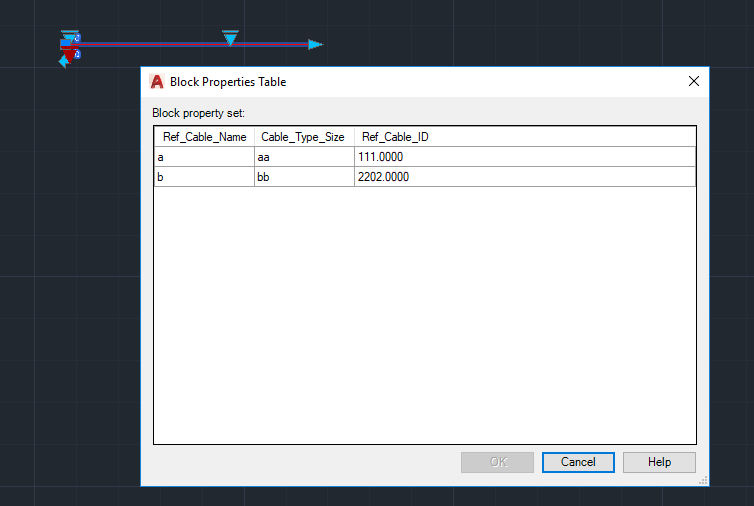 Block Properties Table
Block property set:
Ref_Cable_Name Cable_Type_Size Ref_Cable_ID
a aa 111.0000
b bb 2202.0000
OK Cancel Help